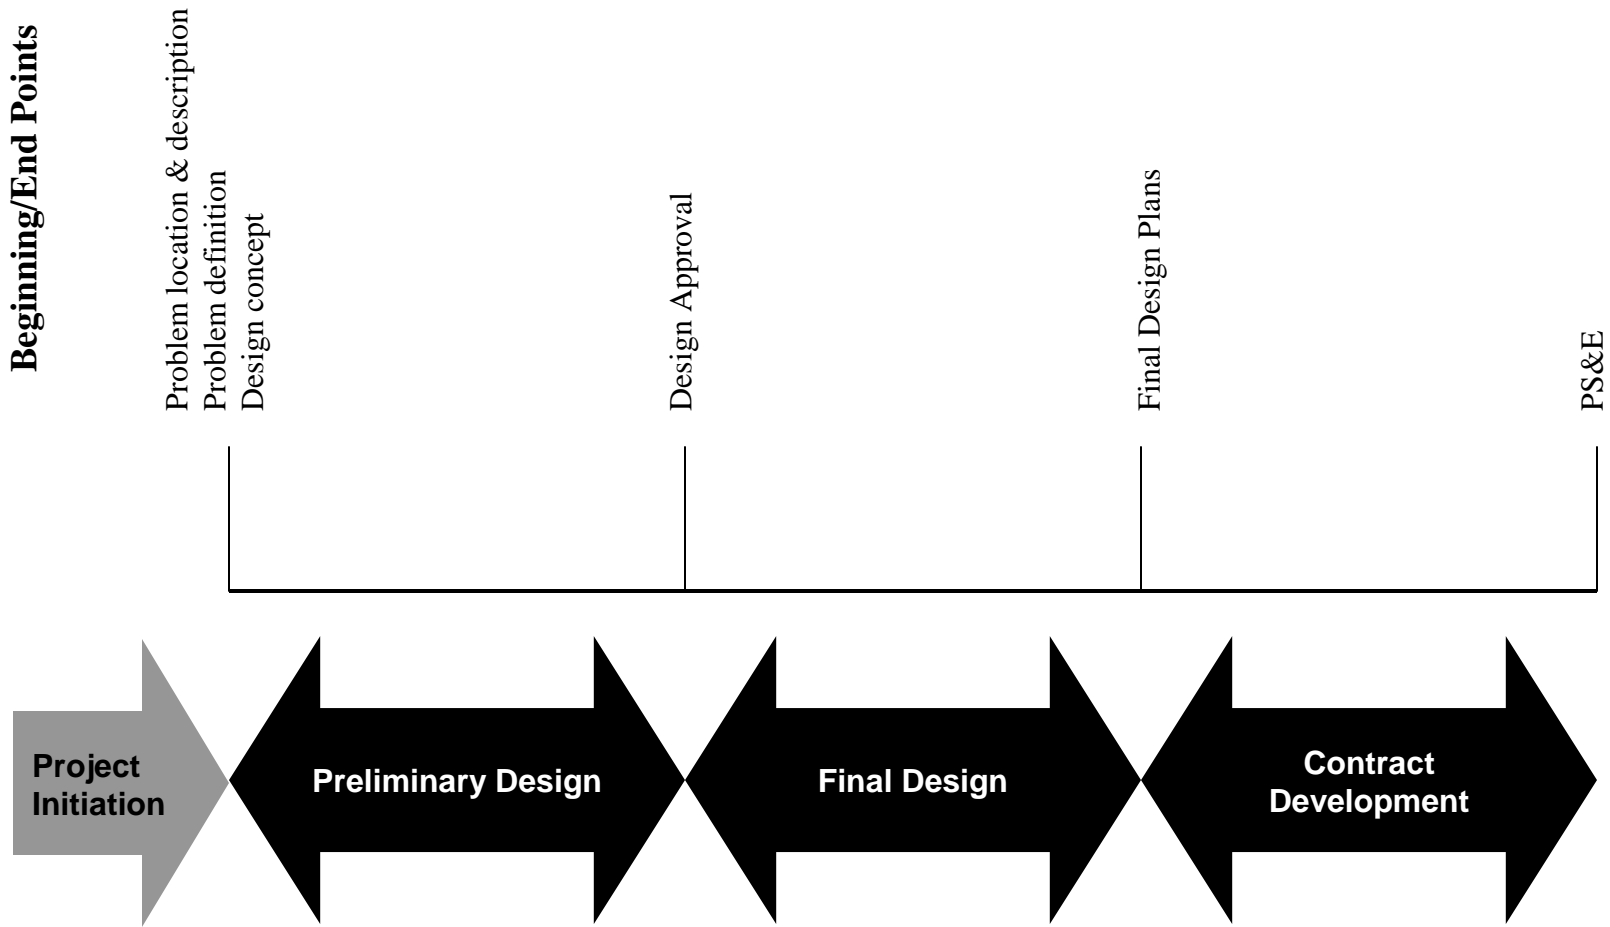 Beginning/End Points
Problem location & description
Problem definition
Design concept
Design Approval
Final Design Plans
PS&E
Project
Initiation
Preliminary Design
Final Design
Contract
Development